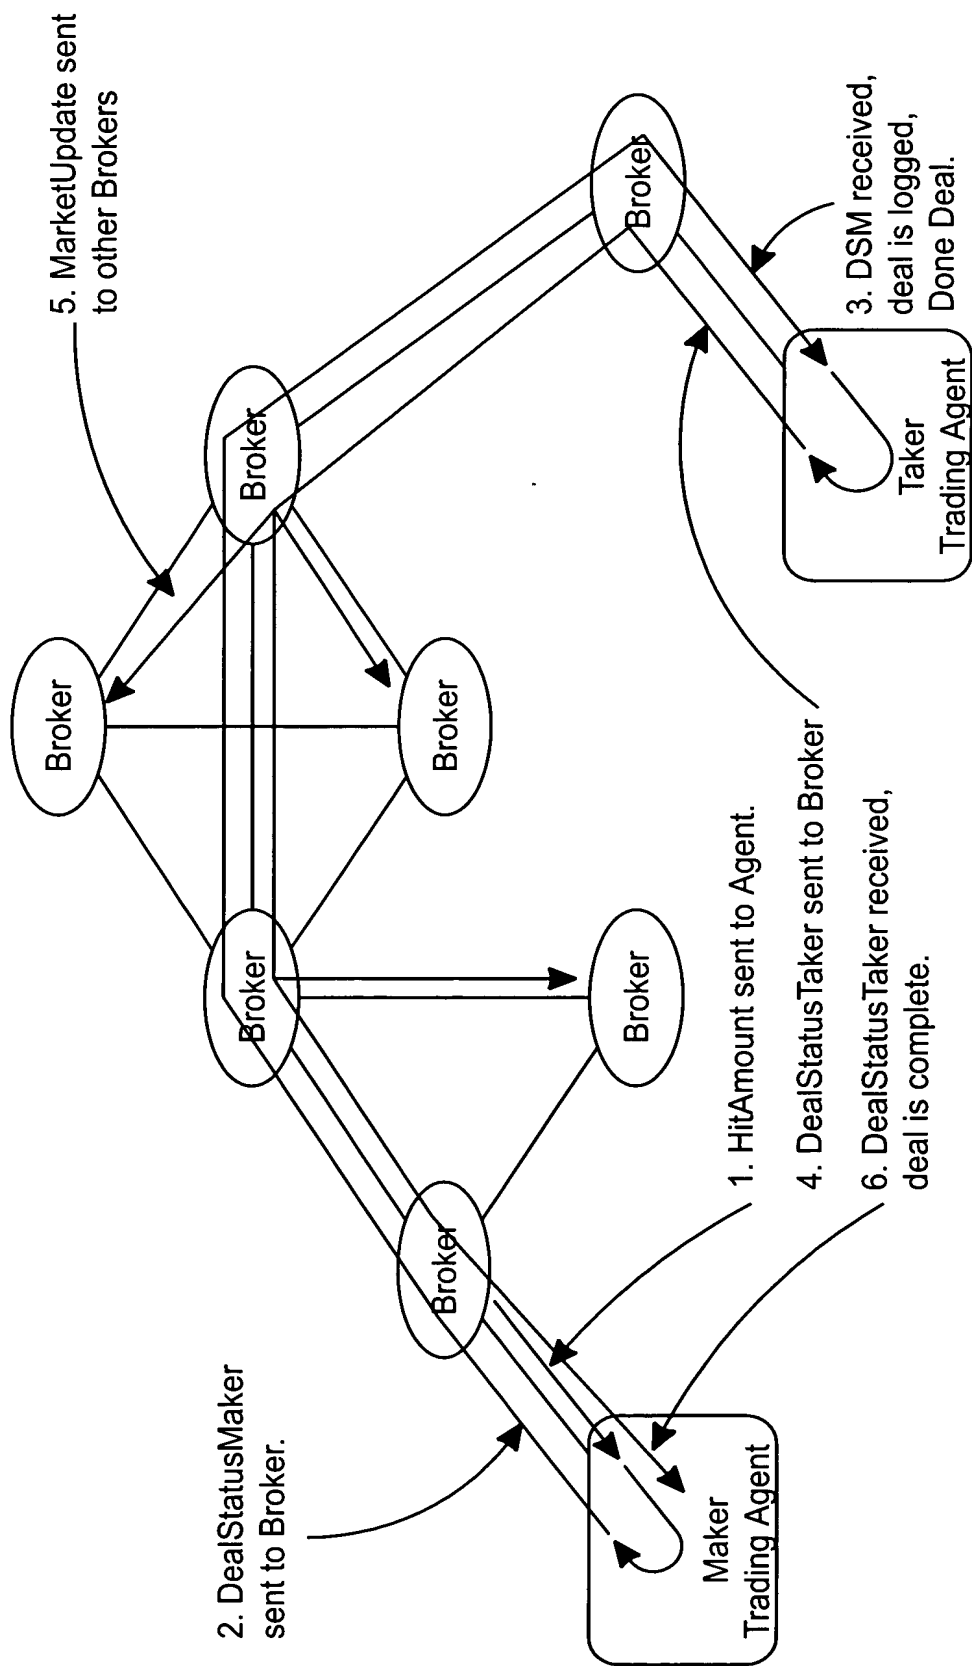 Broker
5. MarketUpdate sent
to other Brokers
2. DealStatusMaker
sent to Broker.
Broker
Broker
Broker
Broker
Broker
Broker
Maker
Trading Agent
1. HitAmount sent to Agent.
4. DealStatusTaker sent to Broker
6. DealStatusTaker received,
deal is complete.
Taker
Trading Agent
3. DSM received,
deal is logged,
Done Deal.